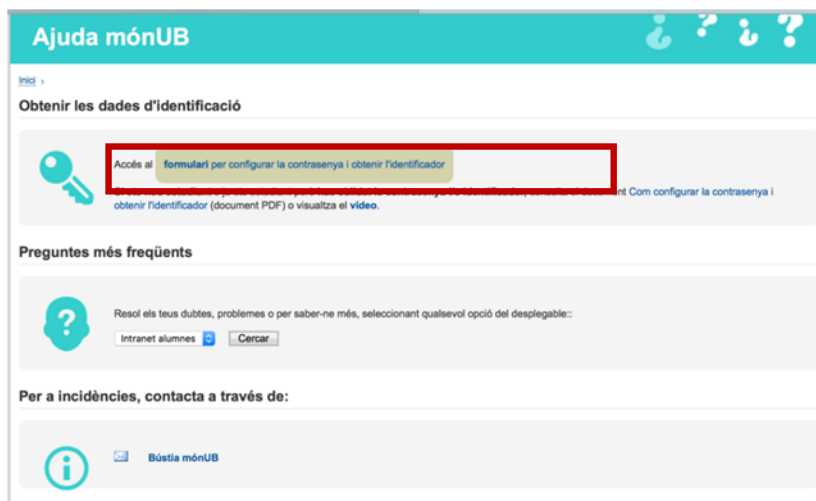 Ajuda mónUB
Inici ›
Obtenir les dades d'identificació
Accés al formulari per configurar la contrasenya i obtenir l'identificador
nt Com configurar la contrasenya i
obtenir l'identificador (document PDF) o visualtza el vídeo.
Preguntes més freqüents
Resol els teus dubtes, problemes o per saber-ne més, seleccionant qualsevol opció del desplegable::
Intranet alumnes Cercar
Per a incidències, contacta a través de:
Bústia mónUB